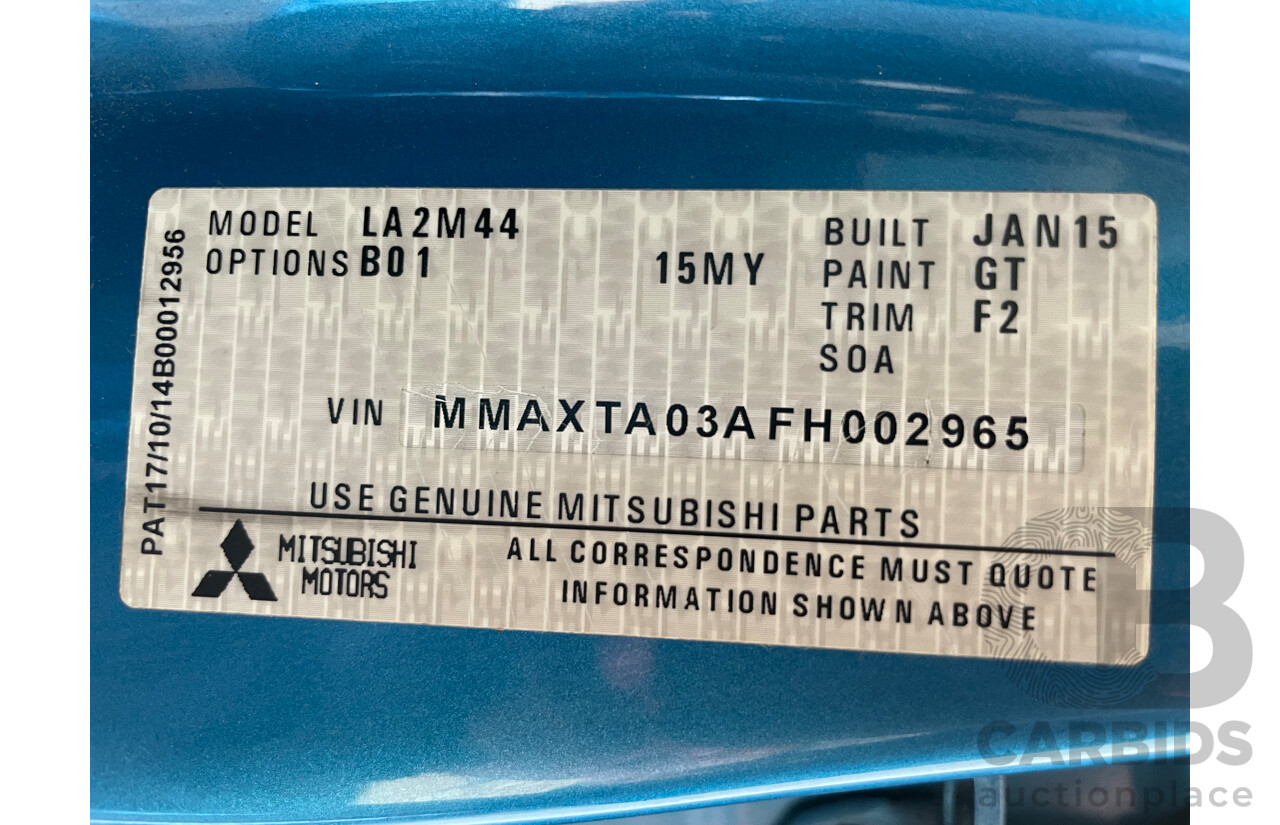 MODEL LA2M44
OPTIONS B01
15MY
BUILT JAN15
PAINT GT
TRIM F2
SOA
VIN MMAXTA03AFH002965
USE GENUINE MITSUBISHI PARTS
MITSUBISHI
MOTORS
ALL CORRESPONDENCE MUST QUOTE
INFORMATION SHOWN ABOVE
PAT17/10/14B00012956
CB
CARBIDS
auctionplace